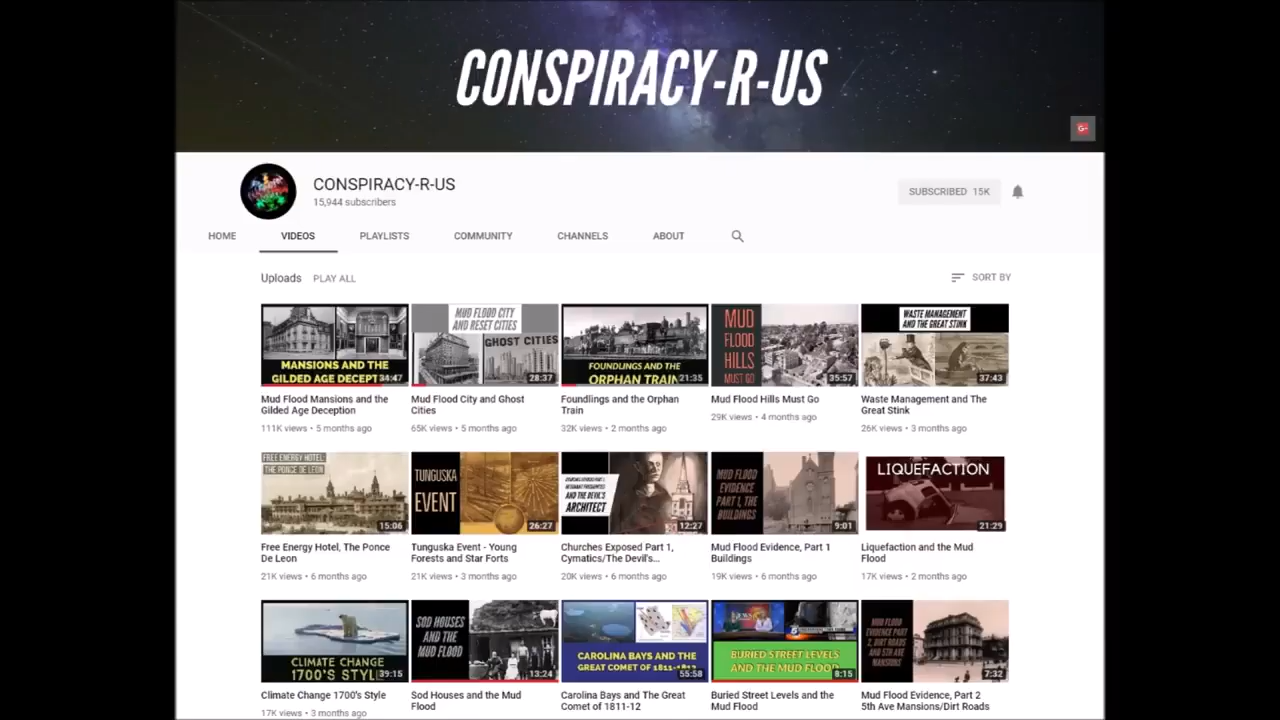 CONSPIRACY-R-US
G+
CONSPIRACY-R-US
15,944 subscribers
SUBSCRIBED 15K
HOME
VIDEOS
PLAYLISTS
COMMUNITY
CHANNELS
ABOUT
Uploads
PLAY ALL
SORT BY
MANSIONS AND THE
GILDED AGE DECEPT
34:47
Mud Flood Mansions and the
Gilded Age Deception
111K views • 5 months ago
MUD FLOOD CITY
AND RESET CITIES
GHOST CITIES
28:37
Mud Flood City and Ghost
Cities
65K views • 5 months ago
FOUNDLINGS AND THE
ORPHAN TRAIN
21:35
Foundlings and the Orphan
Train
32K views • 2 months ago
MUD
FLOOD
HILLS
MUST GO
35:57
Mud Flood Hills Must Go
29K views • 4 months ago
WASTE MANAGEMENT
AND THE GREAT STINK
37:43
Waste Management and The
Great Stink
26K views • 3 months ago
FREE ENERGY HOTEL:
THE PONCE DE LEON
15:06
Free Energy Hotel, The Ponce
De Leon
21K views • 6 months ago
TUNGUSKA
EVENT
26:27
Tunguska Event - Young
Forests and Star Forts
21K views • 3 months ago
AND THE DEVIL'S
ARCHITECT
12:27
Churches Exposed Part 1,
Cymatics/The Devil's...
20K views • 6 months ago
MUD FLOOD
EVIDENCE
PART 1, THE
BUILDINGS
9:01
Mud Flood Evidence, Part 1
Buildings
19K views • 6 months ago
LIQUEFACTION
21:29
Liquefaction and the Mud
Flood
17K views • 2 months ago
CLIMATE CHANGE
1700'S STYL
39:15
Climate Change 1700's Style
17K views • 3 months ago
SOD HOUSES
AND THE
MUD FLOOD
13:24
Sod Houses and the Mud
Flood
CAROLINA BAYS AND THE
GREAT COMET OF 1811-1812
55:58
Carolina Bays and The Great
Comet of 1811-12
BURIED STREET LEVELS
AND THE MUD FLOOD
8:15
Buried Street Levels and the
Mud Flood
MUD FLOOD
EVIDENCE PART
2, DIRT ROADS
AND 5TH AVE
MANSIONS
7:32
Mud Flood Evidence, Part 2
5th Ave Mansions/Dirt Roads